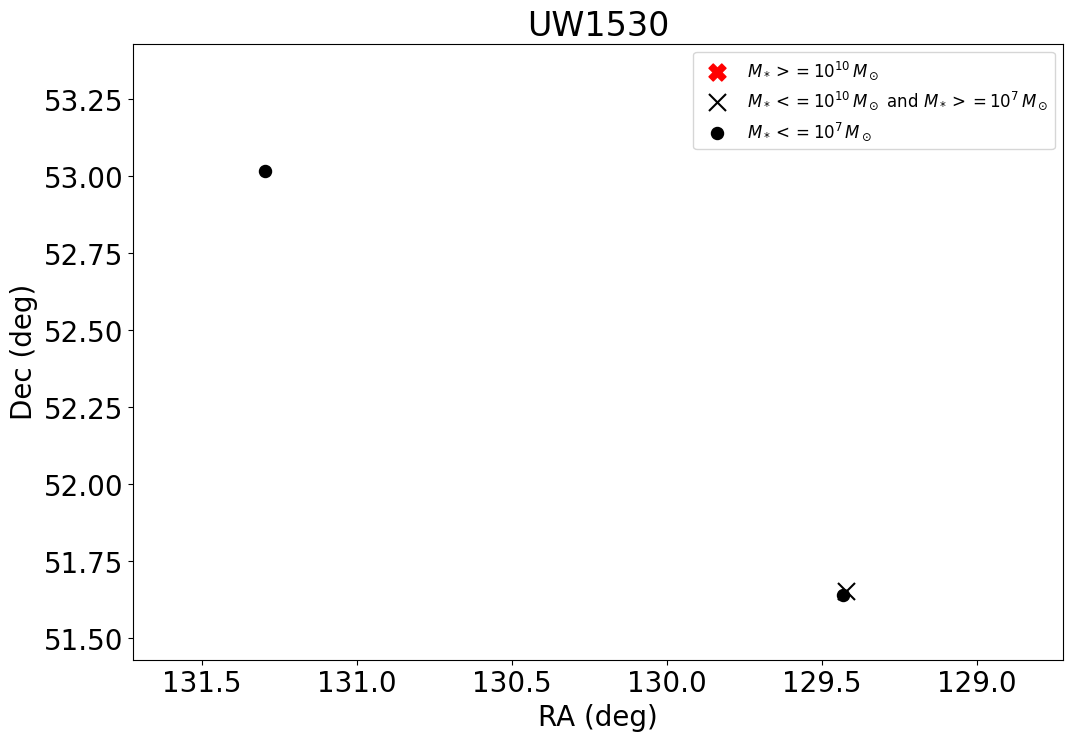 UW1530
M* >= 10^10 M⊙
M* <= 10^10 M⊙ and M* >= 10^7 M⊙
M* <= 10^7 M⊙
53.25
53.00
52.75
52.50
52.25
52.00
51.75
51.50
Dec (deg)
131.5 131.0 130.5 130.0 129.5 129.0
RA (deg)